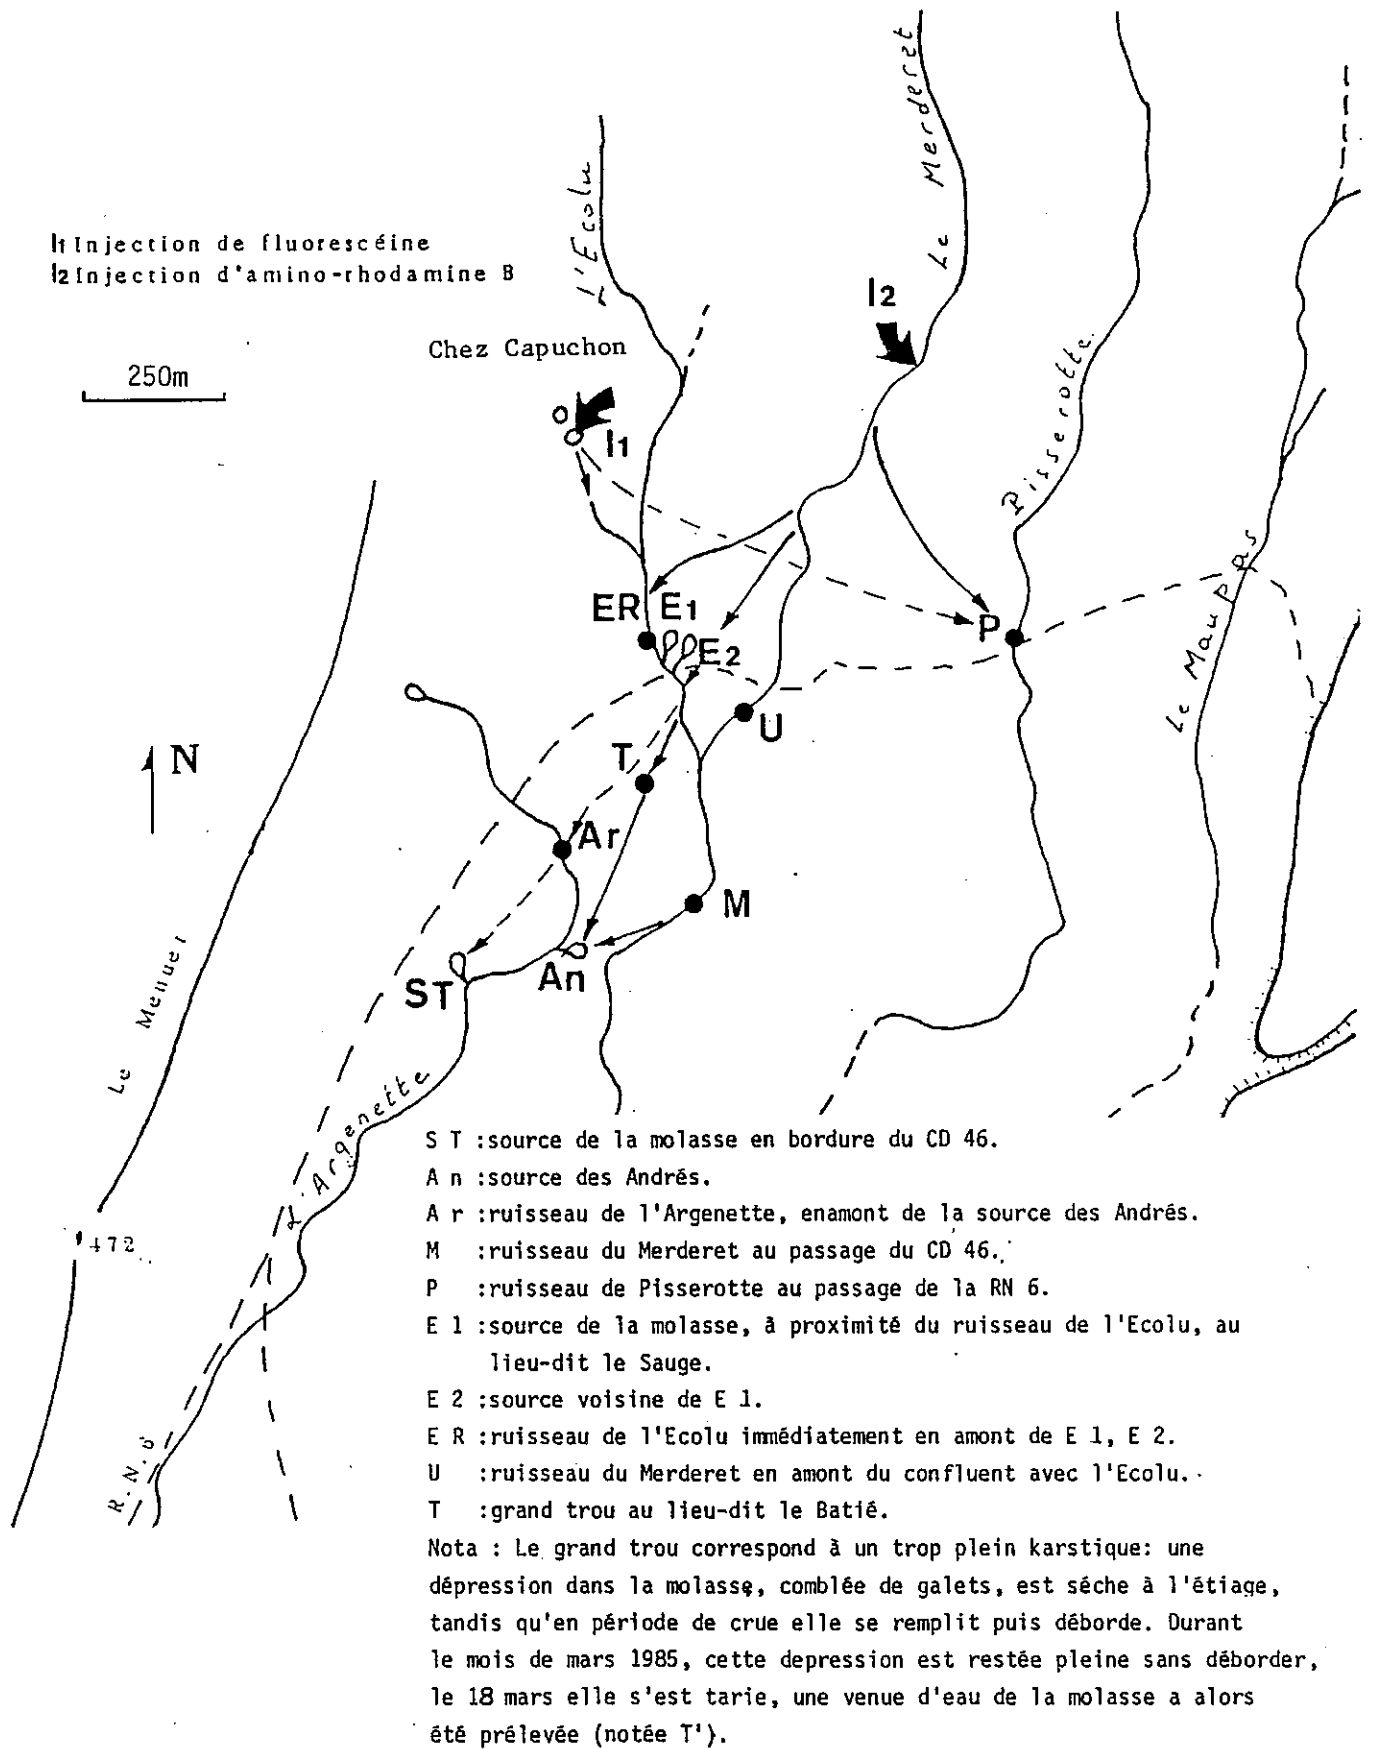 L'Ecolu
Le Merderet
I1 Injection de fluorescéine
I2 Injection d'amino-rhodamine B
I2
Chez Capuchon
250m
I1
Pisserotte
ER E1
E2
P
Le Mauppas
U
N
T
Ar
M
An
ST
Le Menuet
L'Argenette
472
R.N.6
S T :source de la molasse en bordure du CD 46.
A n :source des Andrés.
A r :ruisseau de l'Argenette, enamont de la source des Andrés.
M :ruisseau du Merderet au passage du CD 46.
P :ruisseau de Pisserotte au passage de la RN 6.
E 1 :source de la molasse, à proximité du ruisseau de l'Ecolu, au
lieu-dit le Sauge.
E 2 :source voisine de E 1.
E R :ruisseau de l'Ecolu immédiatement en amont de E 1, E 2.
U :ruisseau du Merderet en amont du confluent avec l'Ecolu.
T :grand trou au lieu-dit le Batié.
Nota : Le grand trou correspond à un trop plein karstique: une
dépression dans la molasse, comblée de galets, est séche à l'étiage,
tandis qu'en période de crue elle se remplit puis déborde. Durant
le mois de mars 1985, cette depression est restée pleine sans déborder,
le 18 mars elle s'est tarie, une venue d'eau de la molasse a alors
été prélevée (notée T').